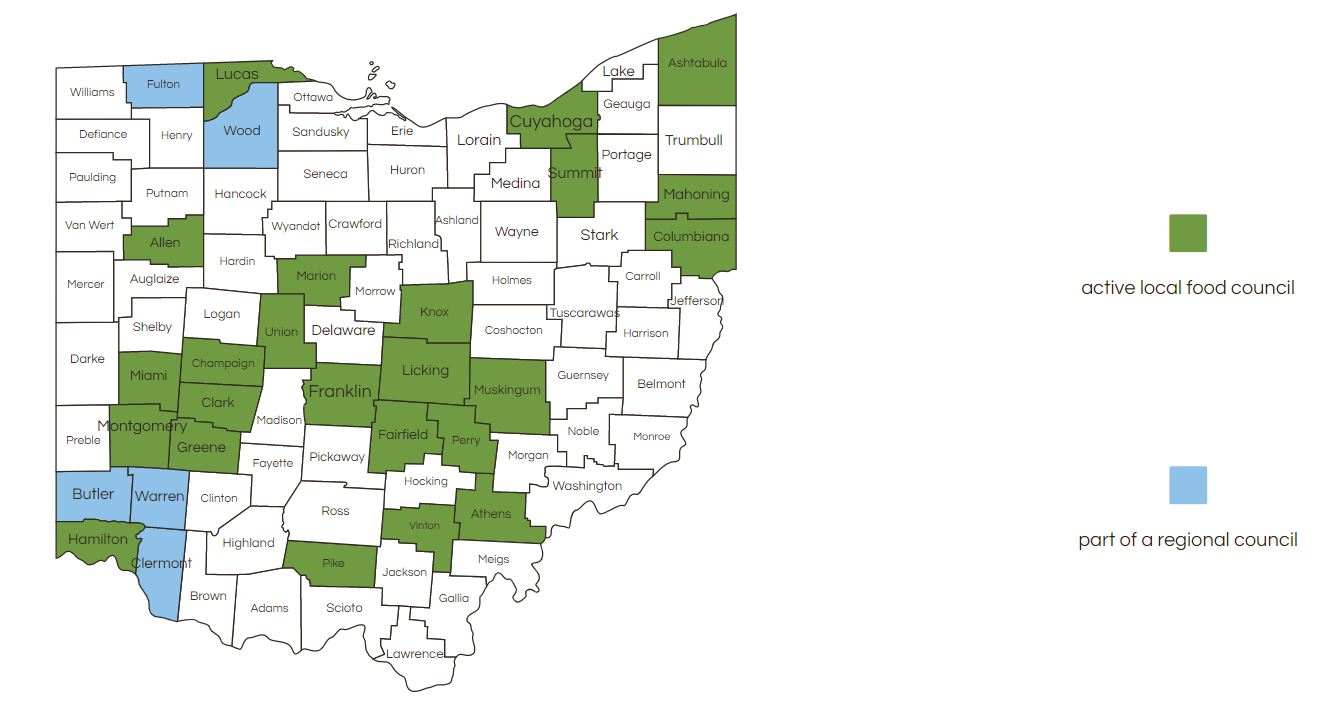 Ashtabula
Lake
Lucas
Fulton
Williams
Ottawa
Geauga
Cuyahoga
Wood
Sandusky
Erie
Defiance
Henry
Lorain
Trumbull
Portage
Seneca
Huron
Summit
Medina
Paulding
Putnam
Hancock
Mahoning
Van Wert
Wyandot
Crawford
Ashland
Richland
Wayne
Stark
Columbiana
Allen
Hardin
Marion
Mercer
Auglaize
Morrow
Holmes
Carroll
Jefferson
Logan
Knox
Tuscarawas
Shelby
Union
Delaware
Coshocton
Harrison
Darke
Champaign
Licking
Miami
Guernsey
Belmont
Clark
Franklin
Muskingum
Madison
Montgomery
Preble
Greene
Fairfield
Perry
Noble
Monroe
Fayette
Pickaway
Morgan
Hocking
Washington
Butler
Warren
Clinton
Ross
Athens
Vinton
Hamilton
Highland
Clermont
Pike
Jackson
Meigs
Brown
Adams
Scioto
Gallia
Lawrence
active local food council
part of a regional council